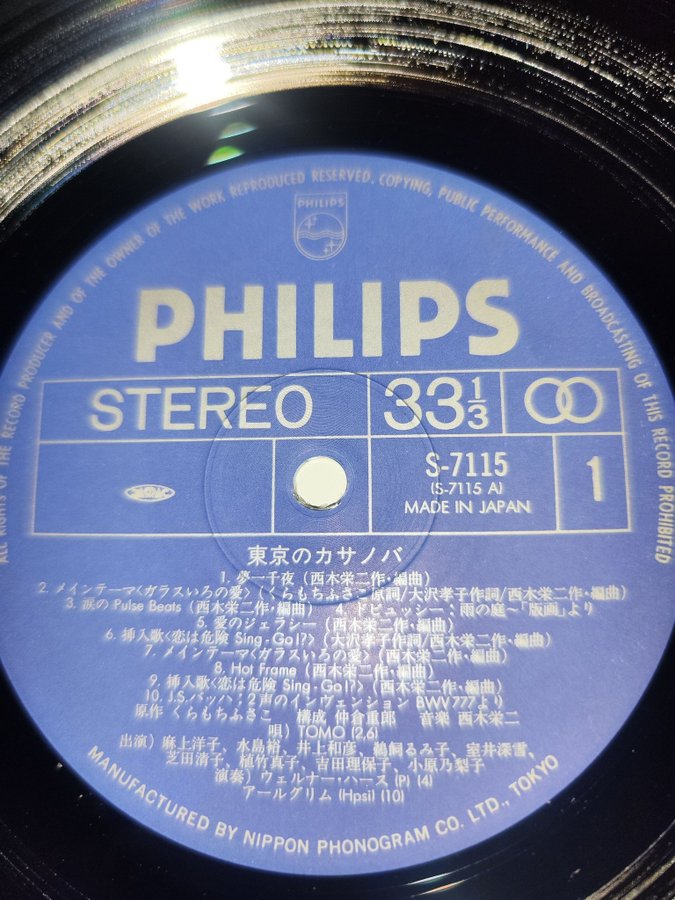 ALL RIGHTS OF THE RECORD PRODUCER AND OF THE OWNER OF THE WORK REPRODUCED RESERVED. COPYING, PUBLIC PERFORMANCE AND BROADCASTING OF THIS RECORD PROHIBITED
PHILIPS
PHILIPS
STEREO 33 1/3
S-7115
(S-7115 A)
MADE IN JAPAN
1
東京のカサノバ
1. 夢一千夜 (西木栄二作・編曲)
2. メインテーマ<ガラスいろの愛> (くらもちふさこ原詞/大沢孝子作詞/西木栄二作・編曲)
3. 涙の Pulse Beats (西木栄二作・編曲) 4. ドビュッシー：雨の庭〜「版画」より
5. 愛のジェラシー (西木栄二作・編曲)
6. 挿入歌<恋は危険 Sing・Go!?> (大沢孝子作詞/西木栄二作・編曲)
7. メインテーマ<ガラスいろの愛> (西木栄二作・編曲)
8. Hot Frame (西木栄二作・編曲)
9. 挿入歌<恋は危険 Sing・Go!?> (西木栄二作・編曲)
10. J.S.バッハ；2声のインヴェンション BWV 777より
原作 くらもちふさこ 構成 仲倉重郎 音楽 西木栄二
唄) TOMO (2,6)
出演) 麻上洋子、水島裕、井上和彦、鵜飼るみ子、室井深雪、
芝田清子、植竹真子、吉田理保子、小原乃梨子
演奏) ウェルナー・ハース (P) (4)
アールグリム (Hpsi) (10)
MANUFACTURED BY NIPPON PHONOGRAM CO. LTD., TOKYO